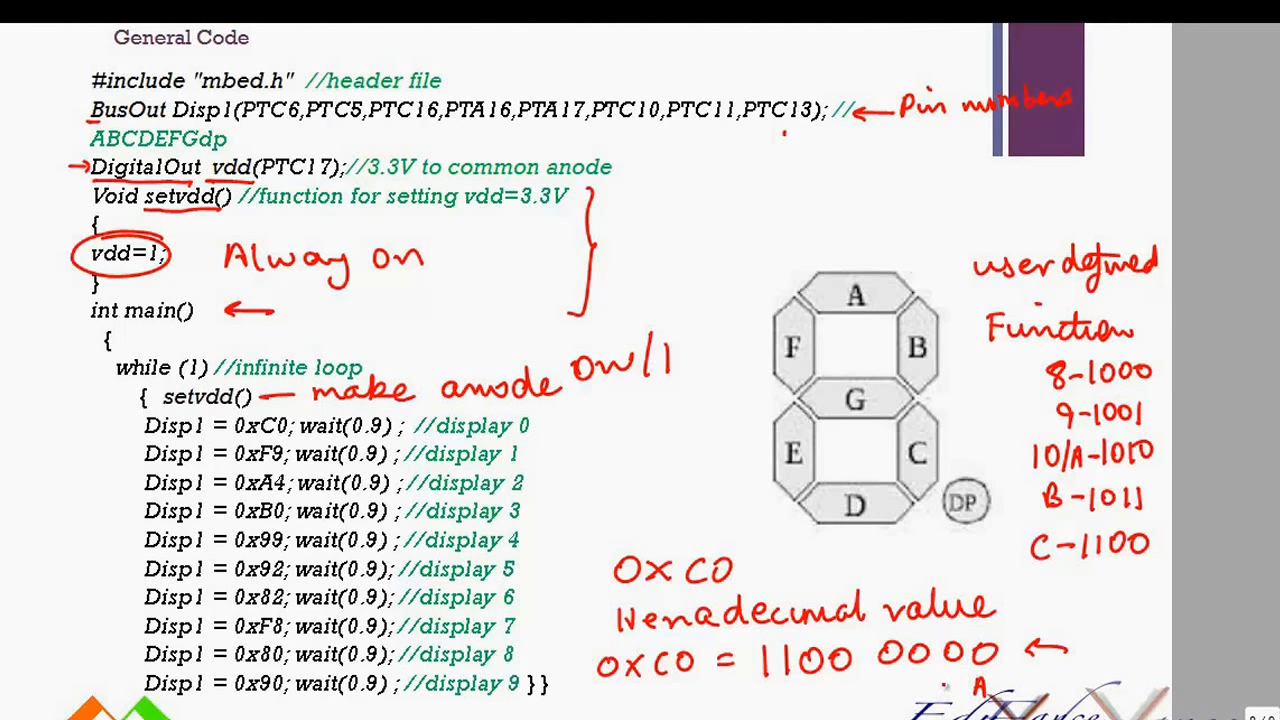 General Code
#include "mbed.h" //header file
BusOut Disp1(PTC6,PTC5,PTC16,PTA16,PTA17,PTC10,PTC11,PTC13); // ← Pin numbers
ABCDEFGdp
→ DigitalOut vdd(PTC17);//3.3V to common anode
Void setvdd() //function for setting vdd=3.3V
{
vdd=1; Alway on
}
int main() ←
{
while (1) //infinite loop
{ setvdd() — make anode ON/1
Disp1 = 0xC0; wait(0.9) ; //display 0
Disp1 = 0xF9; wait(0.9) ; //display 1
Disp1 = 0xA4; wait(0.9) ; //display 2
Disp1 = 0xB0; wait(0.9) ; //display 3
Disp1 = 0x99; wait(0.9) ; //display 4
Disp1 = 0x92; wait(0.9); //display 5
Disp1 = 0x82; wait(0.9); //display 6
Disp1 = 0xF8; wait(0.9);//display 7
Disp1 = 0x80; wait(0.9) ; //display 8
Disp1 = 0x90; wait(0.9) ; //display 9 } }
A
F B
G
E C
D DP
user defined
Function
8-1000
9-1001
10/A-1010
B-1011
C-1100
0xC0
Hexadecimal value
0xC0 = 1100 0000 ←
A